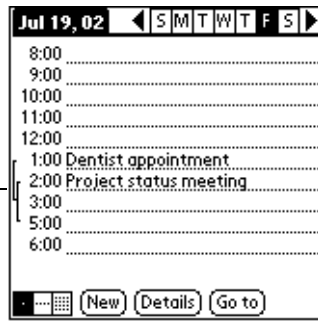 Jul 19, 02 S M T W T F S
8:00
9:00
10:00
11:00
12:00
1:00 Dentist appointment
2:00 Project status meeting
3:00
5:00
6:00
New Details Go to